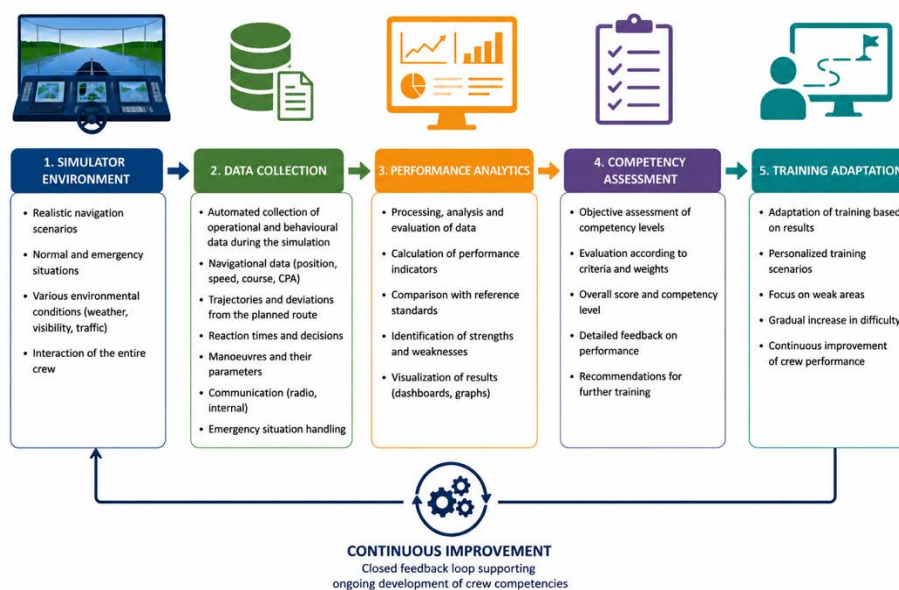 1. SIMULATOR
ENVIRONMENT
• Realistic navigation
scenarios
• Normal and emergency
situations
• Various environmental
conditions (weather,
visibility, traffic)
• Interaction of the entire
crew
2. DATA COLLECTION
• Automated collection of
operational and behavioural
data during the simulation
• Navigational data (position,
speed, course, CPA)
• Trajectories and deviations
from the planned route
• Reaction times and decisions
• Manoeuvres and their
parameters
• Communication (radio,
internal)
• Emergency situation handling
3. PERFORMANCE ANALYTICS
• Processing, analysis and
evaluation of data
• Calculation of performance
indicators
• Comparison with reference
standards
• Identification of strengths
and weaknesses
• Visualization of results
(dashboards, graphs)
4. COMPETENCY
ASSESSMENT
• Objective assessment of
competency levels
• Evaluation according to
criteria and weights
• Overall score and competency
level
• Detailed feedback on
performance
• Recommendations for
further training
5. TRAINING ADAPTATION
• Adaptation of training based
on results
• Personalized training
scenarios
• Focus on weak areas
• Gradual increase in difficulty
• Continuous improvement
of crew performance
CONTINUOUS IMPROVEMENT
Closed feedback loop supporting
ongoing development of crew competencies